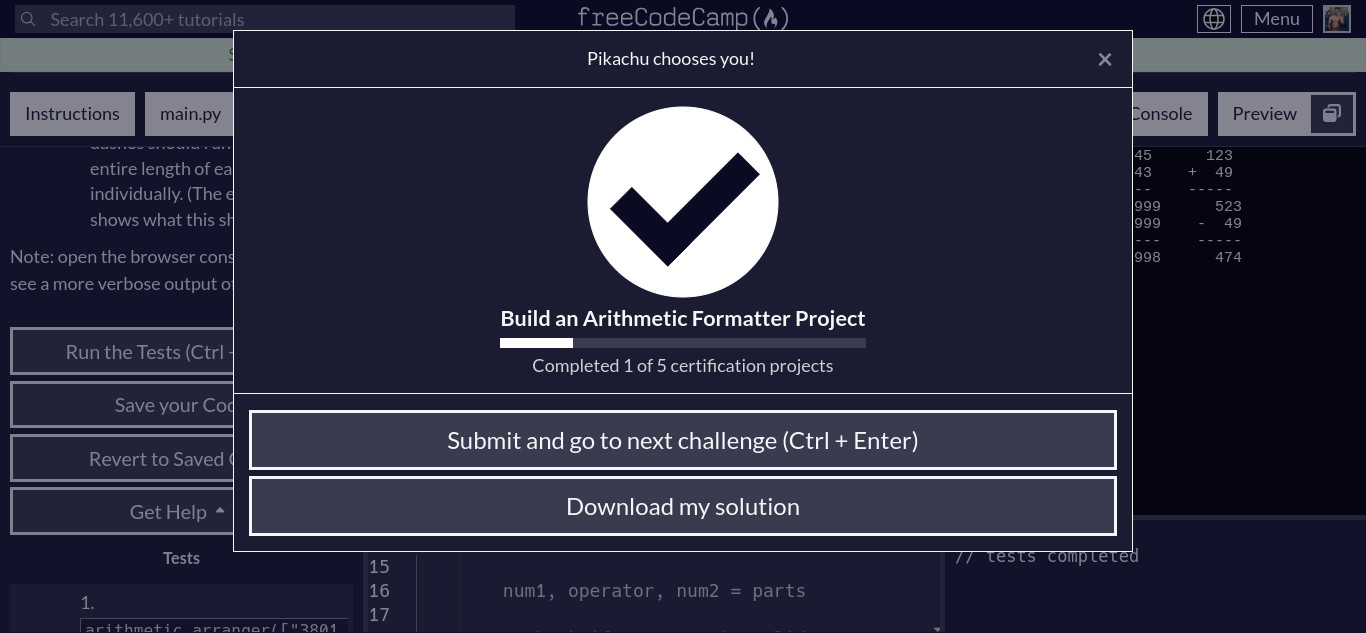 Search 11,600+ tutorials
freeCodeCamp
Menu
Pikachu chooses you!
×
Instructions
main.py
Console
Preview
entire length of ea
individually. (The e
shows what this sh
Note: open the browser cons
see a more verbose output of
Run the Tests (Ctrl +
Save your Cod
Revert to Saved C
Get Help
Tests
1.
arithmetic_arranger(["3801
Build an Arithmetic Formatter Project
Completed 1 of 5 certification projects
Submit and go to next challenge (Ctrl + Enter)
Download my solution
45 123
43 + 49
-- -----
999 523
999 - 49
--- -----
998 474
15
16 num1, operator, num2 = parts
17
// tests completed